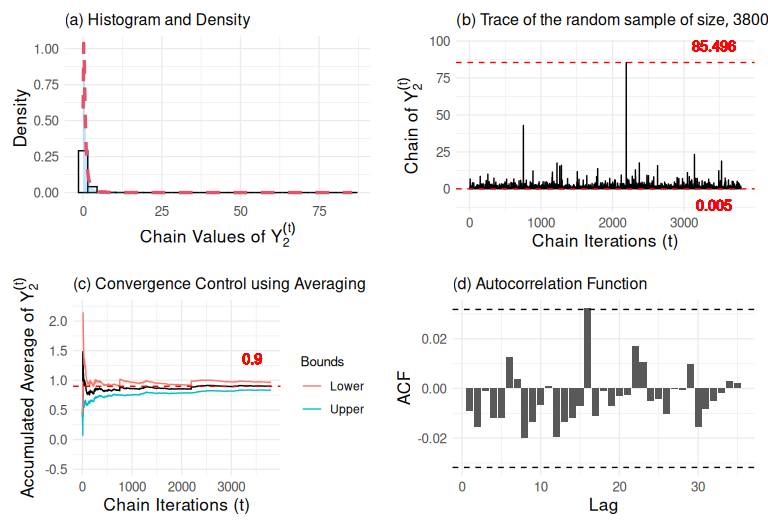 (a) Histogram and Density
Density
1.00
0.75
0.50
0.25
0.00
0
25
50
75
Chain Values of Y₂⁽ᵗ⁾
(b) Trace of the random sample of size, 3800
Chain of Y₂⁽ᵗ⁾
100
75
50
25
0
85.496
0.005
0
1000
2000
3000
Chain Iterations (t)
(c) Convergence Control using Averaging
Accumulated Average of Y₂⁽ᵗ⁾
2.0
1.5
1.0
0.5
0.0
-0.5
0.9
0
1000
2000
3000
Chain Iterations (t)
Bounds
Lower
Upper
(d) Autocorrelation Function
ACF
0.02
0.00
-0.02
0
10
20
30
Lag